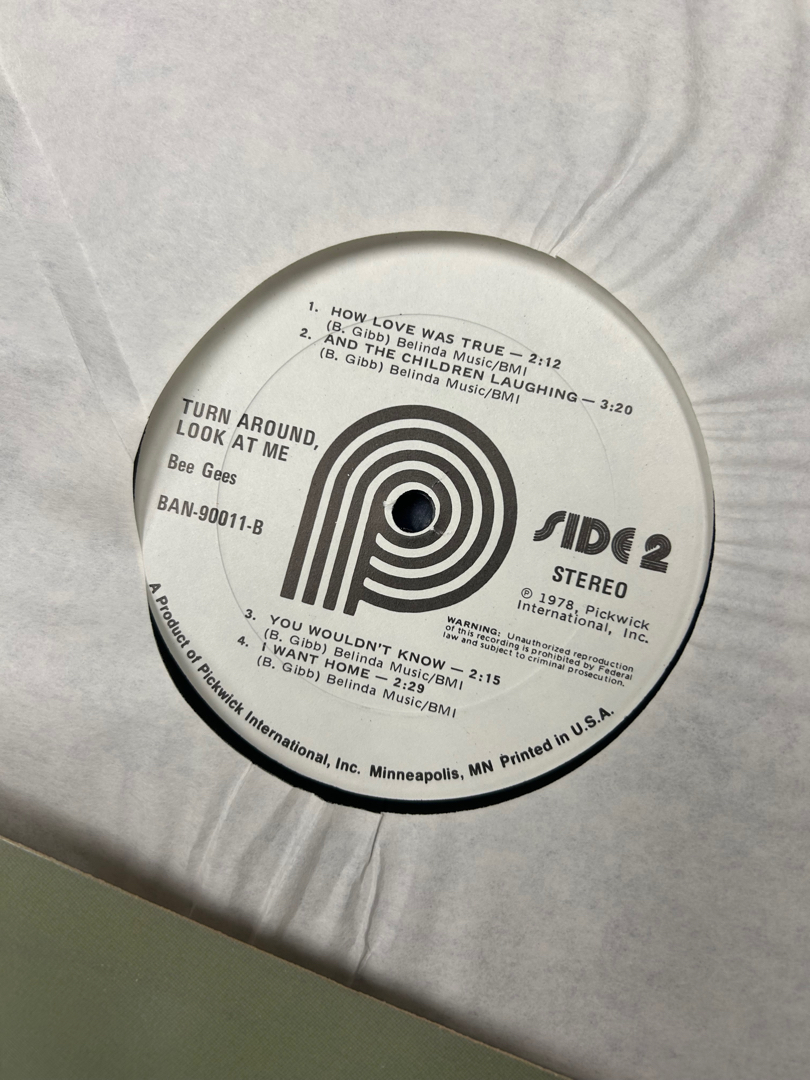 1. HOW LOVE WAS TRUE — 2:12
(B. Gibb) Belinda Music/BMI
2. AND THE CHILDREN LAUGHING — 3:20
(B. Gibb) Belinda Music/BMI
TURN AROUND,
LOOK AT ME
Bee Gees
BAN-90011-B
SIDE 2
STEREO
℗ 1978, Pickwick
International, Inc.
WARNING: Unauthorized reproduction
of this recording is prohibited by Federal
law and subject to criminal prosecution.
3. YOU WOULDN'T KNOW — 2:15
(B. Gibb) Belinda Music/BMI
4. I WANT HOME — 2:29
(B. Gibb) Belinda Music/BMI
A Product of Pickwick International, Inc. Minneapolis, MN Printed in U.S.A.